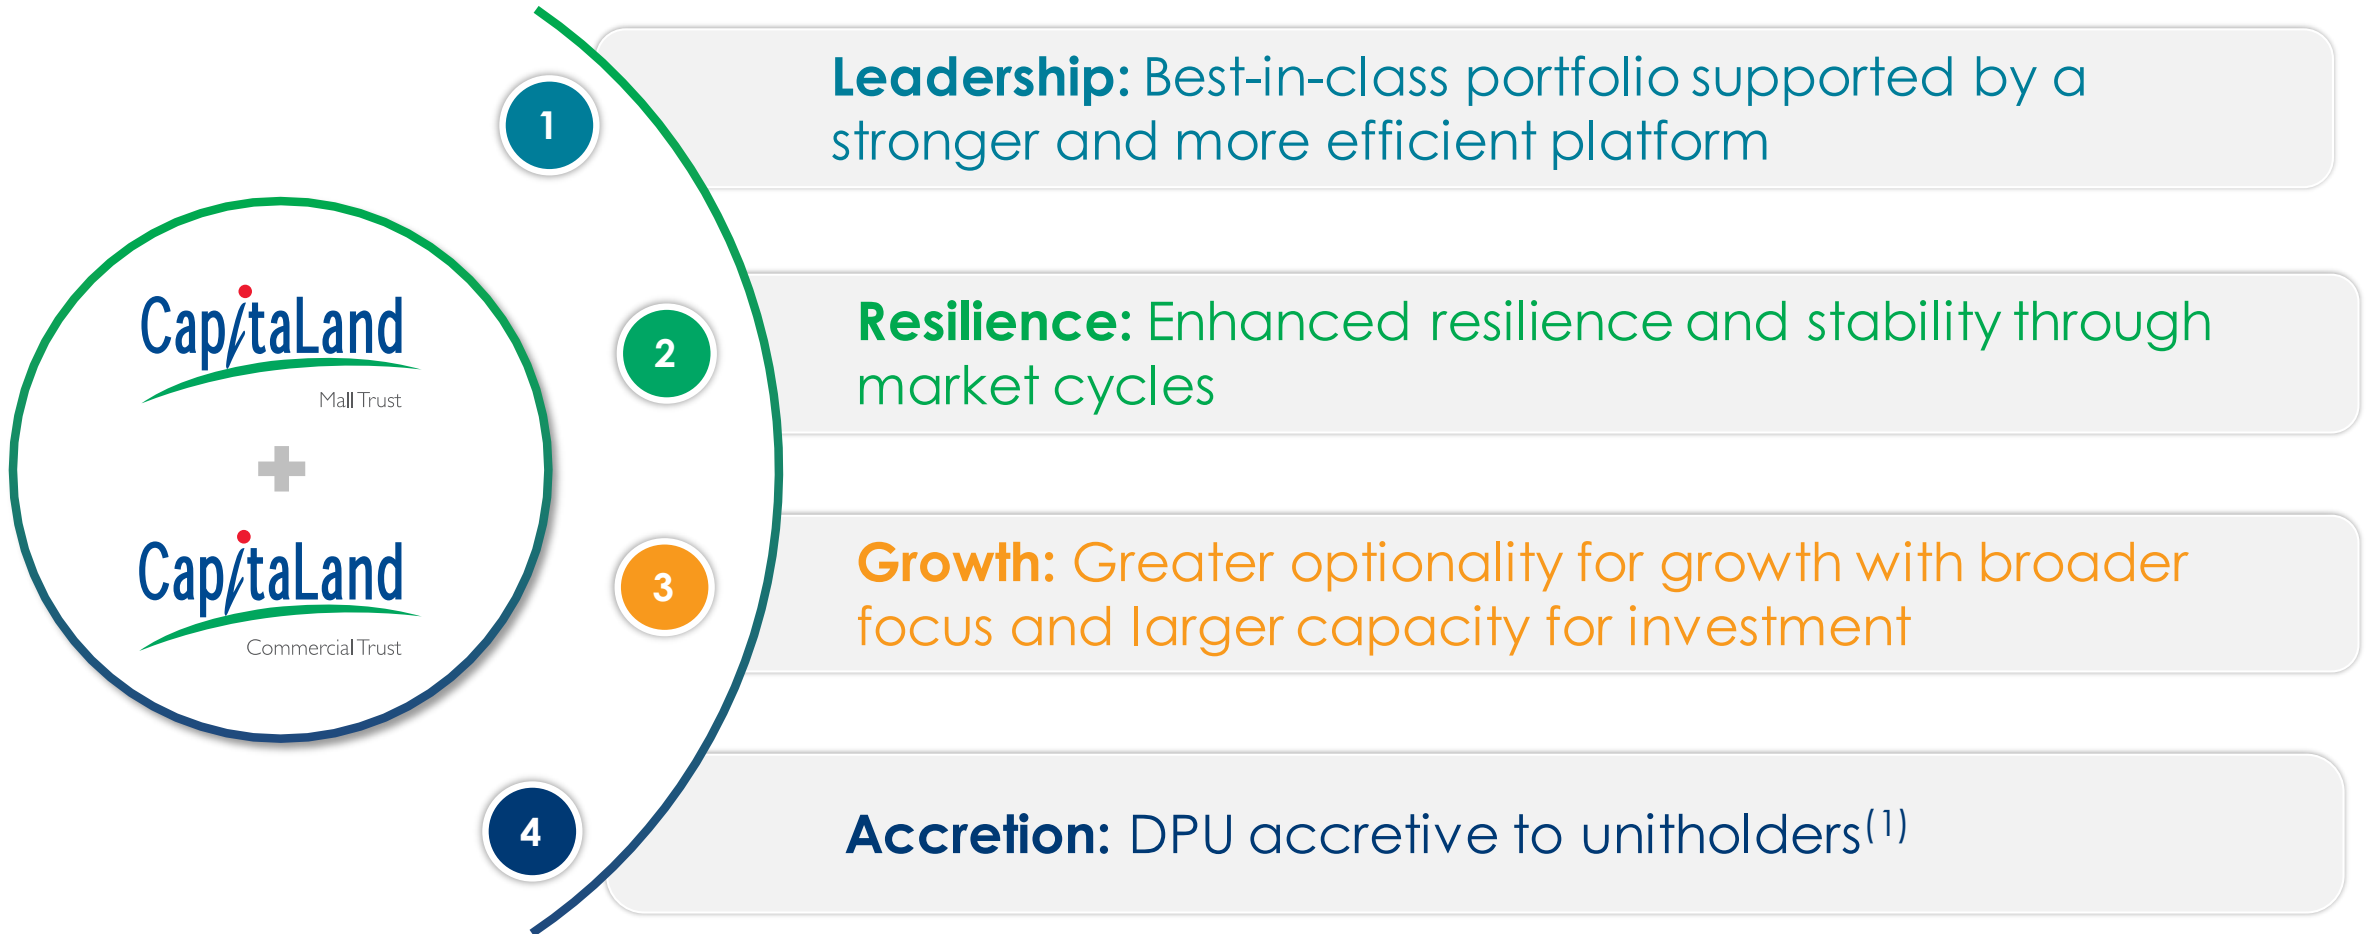 CapitaLand
Mall Trust
+
CapitaLand
Commercial Trust
1
Leadership: Best-in-class portfolio supported by a
stronger and more efficient platform
2
Resilience: Enhanced resilience and stability through
market cycles
3
Growth: Greater optionality for growth with broader
focus and larger capacity for investment
4
Accretion: DPU accretive to unitholders(1)